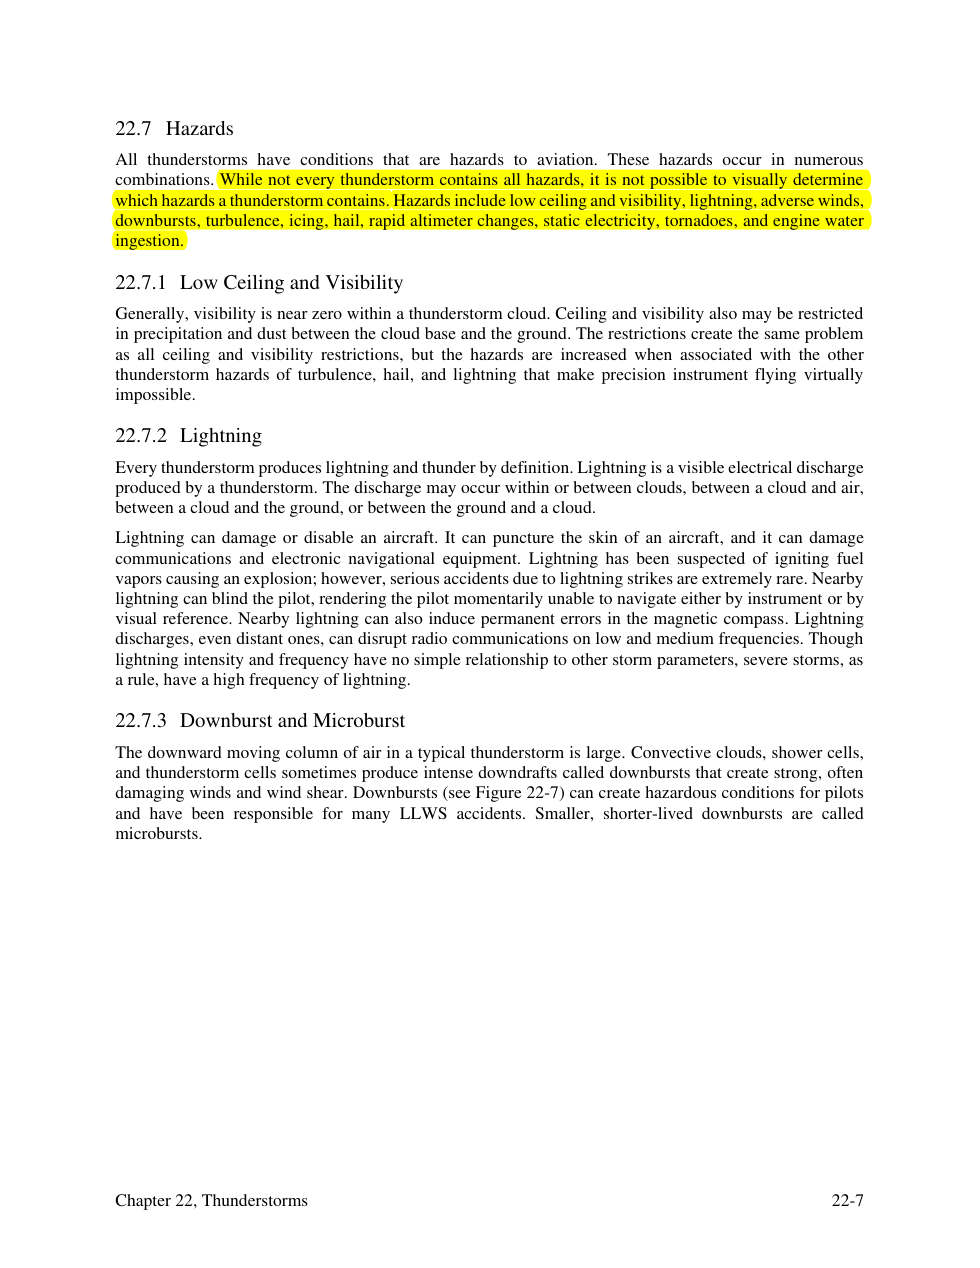 22.7 Hazards
All thunderstorms have conditions that are hazards to aviation. These hazards occur in numerous
combinations. While not every thunderstorm contains all hazards, it is not possible to visually determine
which hazards a thunderstorm contains. Hazards include low ceiling and visibility, lightning, adverse winds,
downbursts, turbulence, icing, hail, rapid altimeter changes, static electricity, tornadoes, and engine water
ingestion.
22.7.1 Low Ceiling and Visibility
Generally, visibility is near zero within a thunderstorm cloud. Ceiling and visibility also may be restricted
in precipitation and dust between the cloud base and the ground. The restrictions create the same problem
as all ceiling and visibility restrictions, but the hazards are increased when associated with the other
thunderstorm hazards of turbulence, hail, and lightning that make precision instrument flying virtually
impossible.
22.7.2 Lightning
Every thunderstorm produces lightning and thunder by definition. Lightning is a visible electrical discharge
produced by a thunderstorm. The discharge may occur within or between clouds, between a cloud and air,
between a cloud and the ground, or between the ground and a cloud.
Lightning can damage or disable an aircraft. It can puncture the skin of an aircraft, and it can damage
communications and electronic navigational equipment. Lightning has been suspected of igniting fuel
vapors causing an explosion; however, serious accidents due to lightning strikes are extremely rare. Nearby
lightning can blind the pilot, rendering the pilot momentarily unable to navigate either by instrument or by
visual reference. Nearby lightning can also induce permanent errors in the magnetic compass. Lightning
discharges, even distant ones, can disrupt radio communications on low and medium frequencies. Though
lightning intensity and frequency have no simple relationship to other storm parameters, severe storms, as
a rule, have a high frequency of lightning.
22.7.3 Downburst and Microburst
The downward moving column of air in a typical thunderstorm is large. Convective clouds, shower cells,
and thunderstorm cells sometimes produce intense downdrafts called downbursts that create strong, often
damaging winds and wind shear. Downbursts (see Figure 22-7) can create hazardous conditions for pilots
and have been responsible for many LLWS accidents. Smaller, shorter-lived downbursts are called
microbursts.
Chapter 22, Thunderstorms 22-7